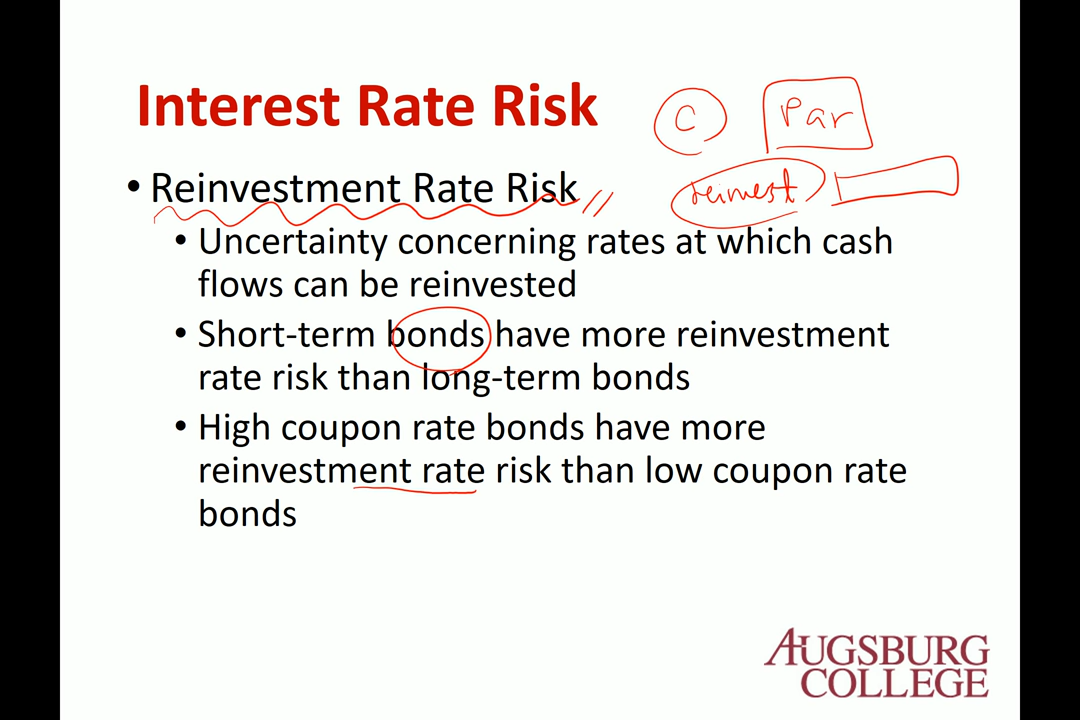 Interest Rate Risk
C
Par
• Reinvestment Rate Risk
reinvest
• Uncertainty concerning rates at which cash
flows can be reinvested
• Short-term bonds have more reinvestment
rate risk than long-term bonds
• High coupon rate bonds have more
reinvestment rate risk than low coupon rate
bonds
AUGSBURG
COLLEGE